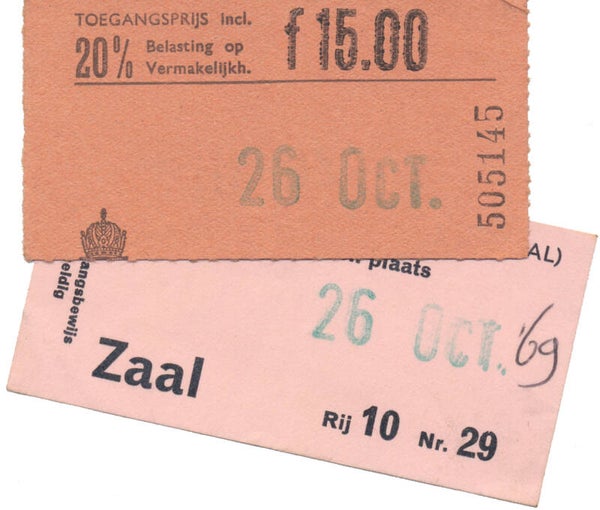 TOEGANGSPRIJS incl.
20% Belasting op
Vermakelijkh.
f 15.00
26 OCT.
505145
AL)
plaats
angsbewijs
eldig
26 OCT. '69
Zaal
Rij 10 Nr. 29